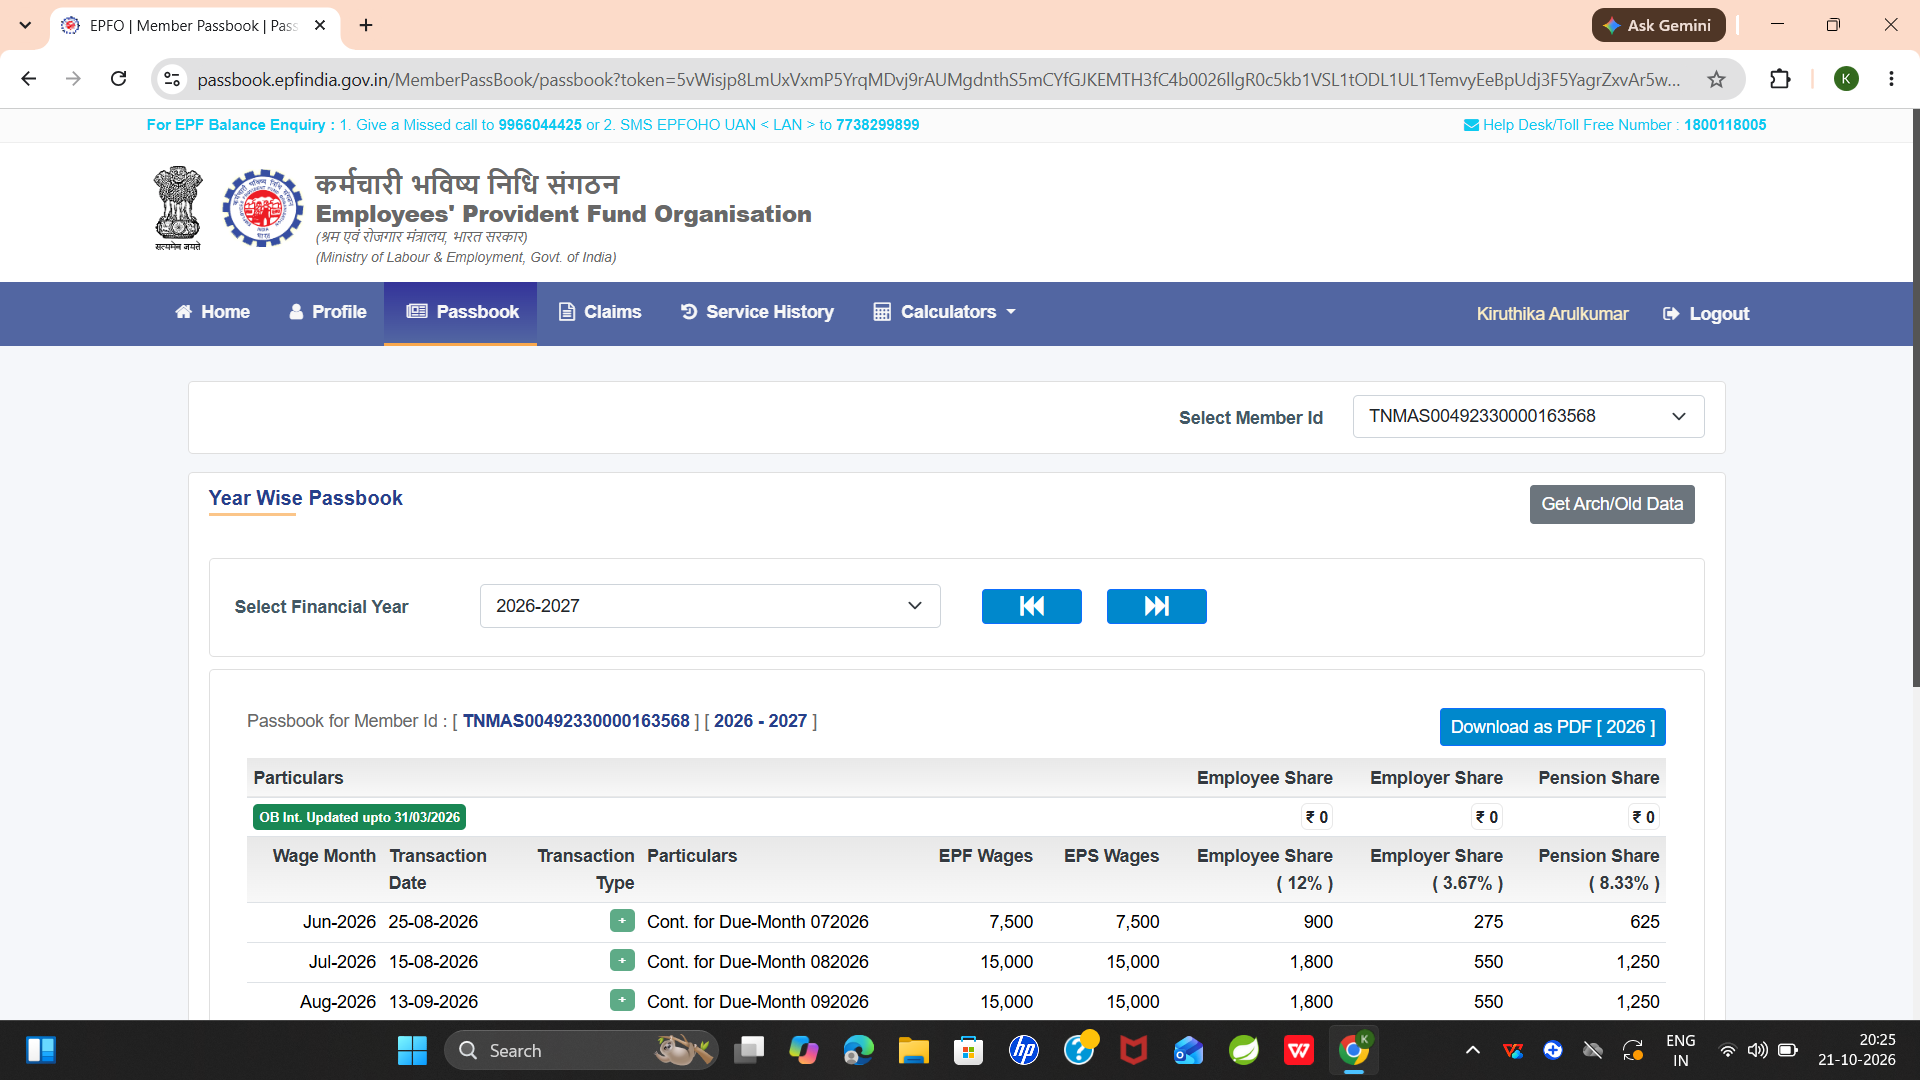 EPFO | Member Passbook | Pass
Ask Gemini
passbook.epfindia.gov.in/MemberPassBook/passbook?token=5vWisjp8LmUxVxmP5YrqMDvj9rAUMgdnthS5mCYfGJKEMTH3fC4b0026llgR0c5kb1VSL1tODL1UL1TemvyEeBpUdj3F5YagrZxvAr5w...
K
For EPF Balance Enquiry : 1. Give a Missed call to 9966044425 or 2. SMS EPFOHO UAN < LAN > to 7738299899
Help Desk/Toll Free Number : 1800118005
कर्मचारी भविष्य निधि संगठन
Employees' Provident Fund Organisation
(श्रम एवं रोजगार मंत्रालय, भारत सरकार)
(Ministry of Labour & Employment, Govt. of India)
सत्यमेव जयते
Home Profile Passbook Claims Service History Calculators Kiruthika Arulkumar Logout
Select Member Id TNMAS00492330000163568
Year Wise Passbook
Get Arch/Old Data
Select Financial Year 2026-2027
Passbook for Member Id : [ TNMAS00492330000163568 ] [ 2026 - 2027 ]
Download as PDF [ 2026 ]
Particulars Employee Share Employer Share Pension Share
OB Int. Updated upto 31/03/2026 ₹ 0 ₹ 0 ₹ 0
Wage Month Transaction Date Transaction Type Particulars EPF Wages EPS Wages Employee Share ( 12% ) Employer Share ( 3.67% ) Pension Share ( 8.33% )
Jun-2026 25-08-2026 + Cont. for Due-Month 072026 7,500 7,500 900 275 625
Jul-2026 15-08-2026 + Cont. for Due-Month 082026 15,000 15,000 1,800 550 1,250
Aug-2026 13-09-2026 + Cont. for Due-Month 092026 15,000 15,000 1,800 550 1,250
Search
ENG
IN
20:25
21-10-2026